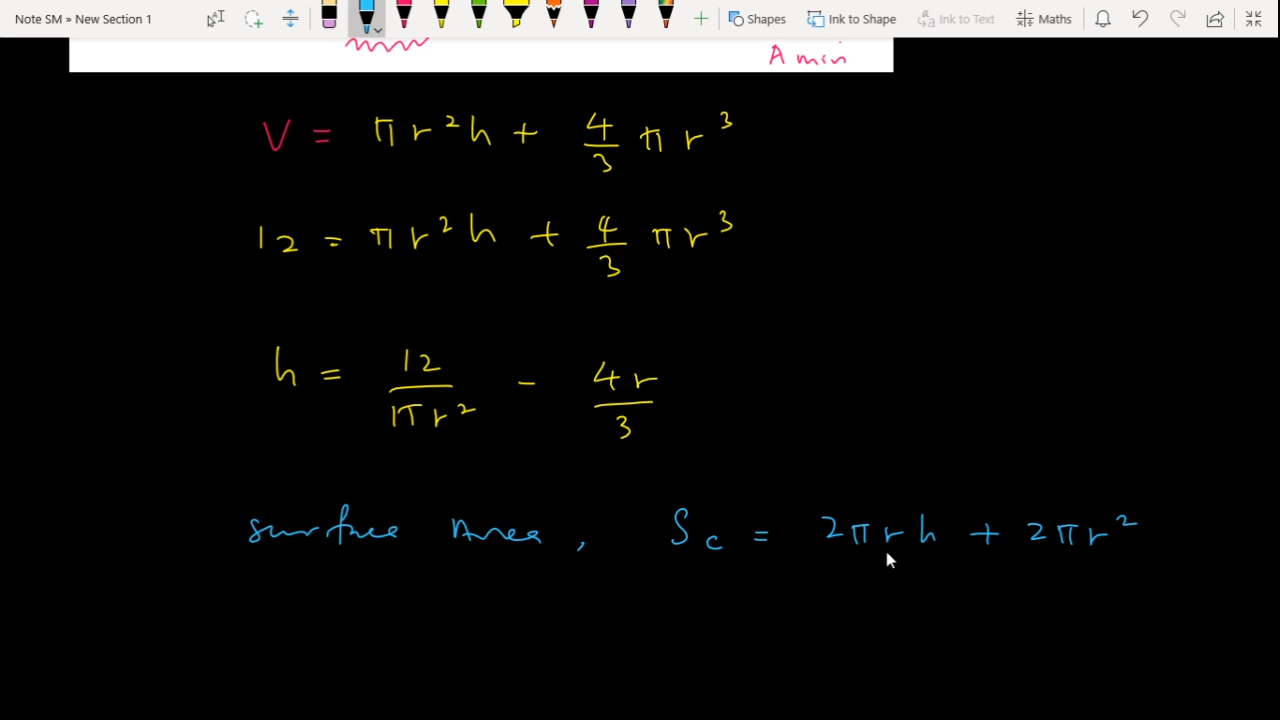 Note SM » New Section 1
Shapes Ink to Shape Ink to Text Maths
A min
V = πr²h + 4/3 πr³
12 = πr²h + 4/3 πr³
h = 12/πr² - 4r/3
surface Area, Sc = 2πrh + 2πr²